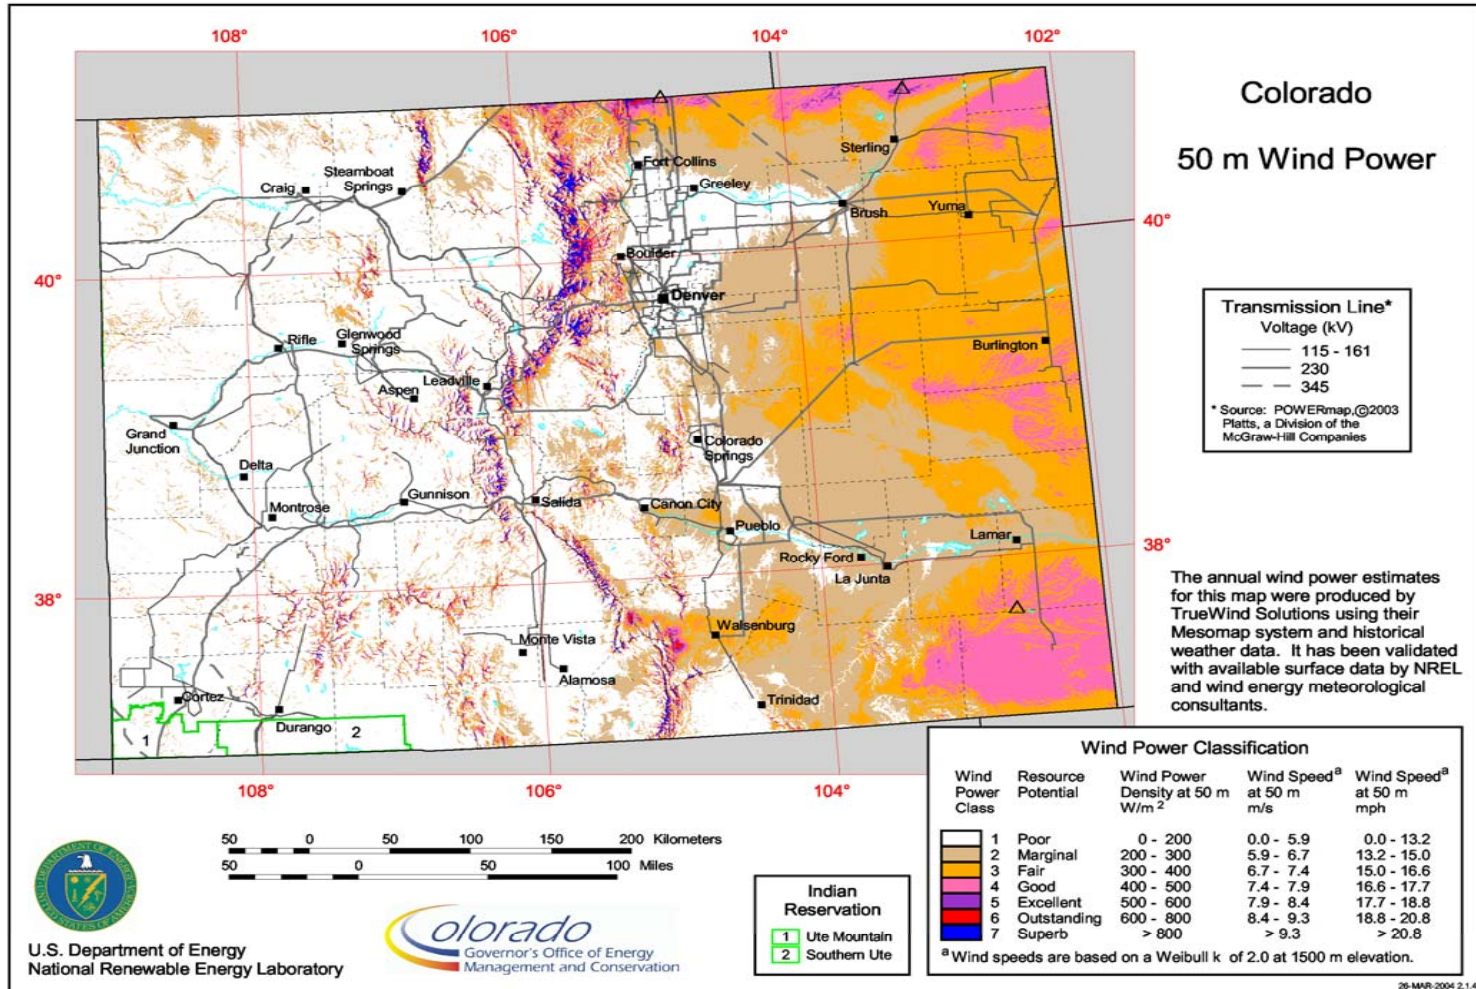 108°
106°
104°
102°
Colorado
50 m Wind Power
Fort Collins
Sterling
Steamboat
Springs
Craig
Greeley
Brush
Yuma
40°
Boulder
40°
Denver
Transmission Line*
Voltage (kV)
115 - 161
230
345
* Source: POWERmap,©2003
Platts, a Division of the
McGraw-Hill Companies
Rifle
Glenwood
Springs
Burlington
Leadville
Aspen
Grand
Junction
Colorado
Springs
Delta
Gunnison
Salida
Canon City
Montrose
Pueblo
Lamar
38°
Rocky Ford
La Junta
38°
The annual wind power estimates
for this map were produced by
TrueWind Solutions using their
Mesomap system and historical
weather data. It has been validated
with available surface data by NREL
and wind energy meteorological
consultants.
Walsenburg
Monte Vista
Alamosa
Cortez
Trinidad
Durango
1
2
108°
106°
104°
Wind Power Classification
Wind Resource Wind Power Wind Speed a Wind Speed a
Power Potential Density at 50 m at 50 m at 50 m
Class W/m 2 m/s mph
1 Poor 0 - 200 0.0 - 5.9 0.0 - 13.2
2 Marginal 200 - 300 5.9 - 6.7 13.2 - 15.0
3 Fair 300 - 400 6.7 - 7.4 15.0 - 16.6
4 Good 400 - 500 7.4 - 7.9 16.6 - 17.7
5 Excellent 500 - 600 7.9 - 8.4 17.7 - 18.8
6 Outstanding 600 - 800 8.4 - 9.3 18.8 - 20.8
7 Superb > 800 > 9.3 > 20.8
a Wind speeds are based on a Weibull k of 2.0 at 1500 m elevation.
50 0 50 100 150 200 Kilometers
50 0 50 100 Miles
Indian
Reservation
1 Ute Mountain
2 Southern Ute
U.S. Department of Energy
National Renewable Energy Laboratory
Colorado
Governor's Office of Energy
Management and Conservation
26-MAR-2004 2.1.4